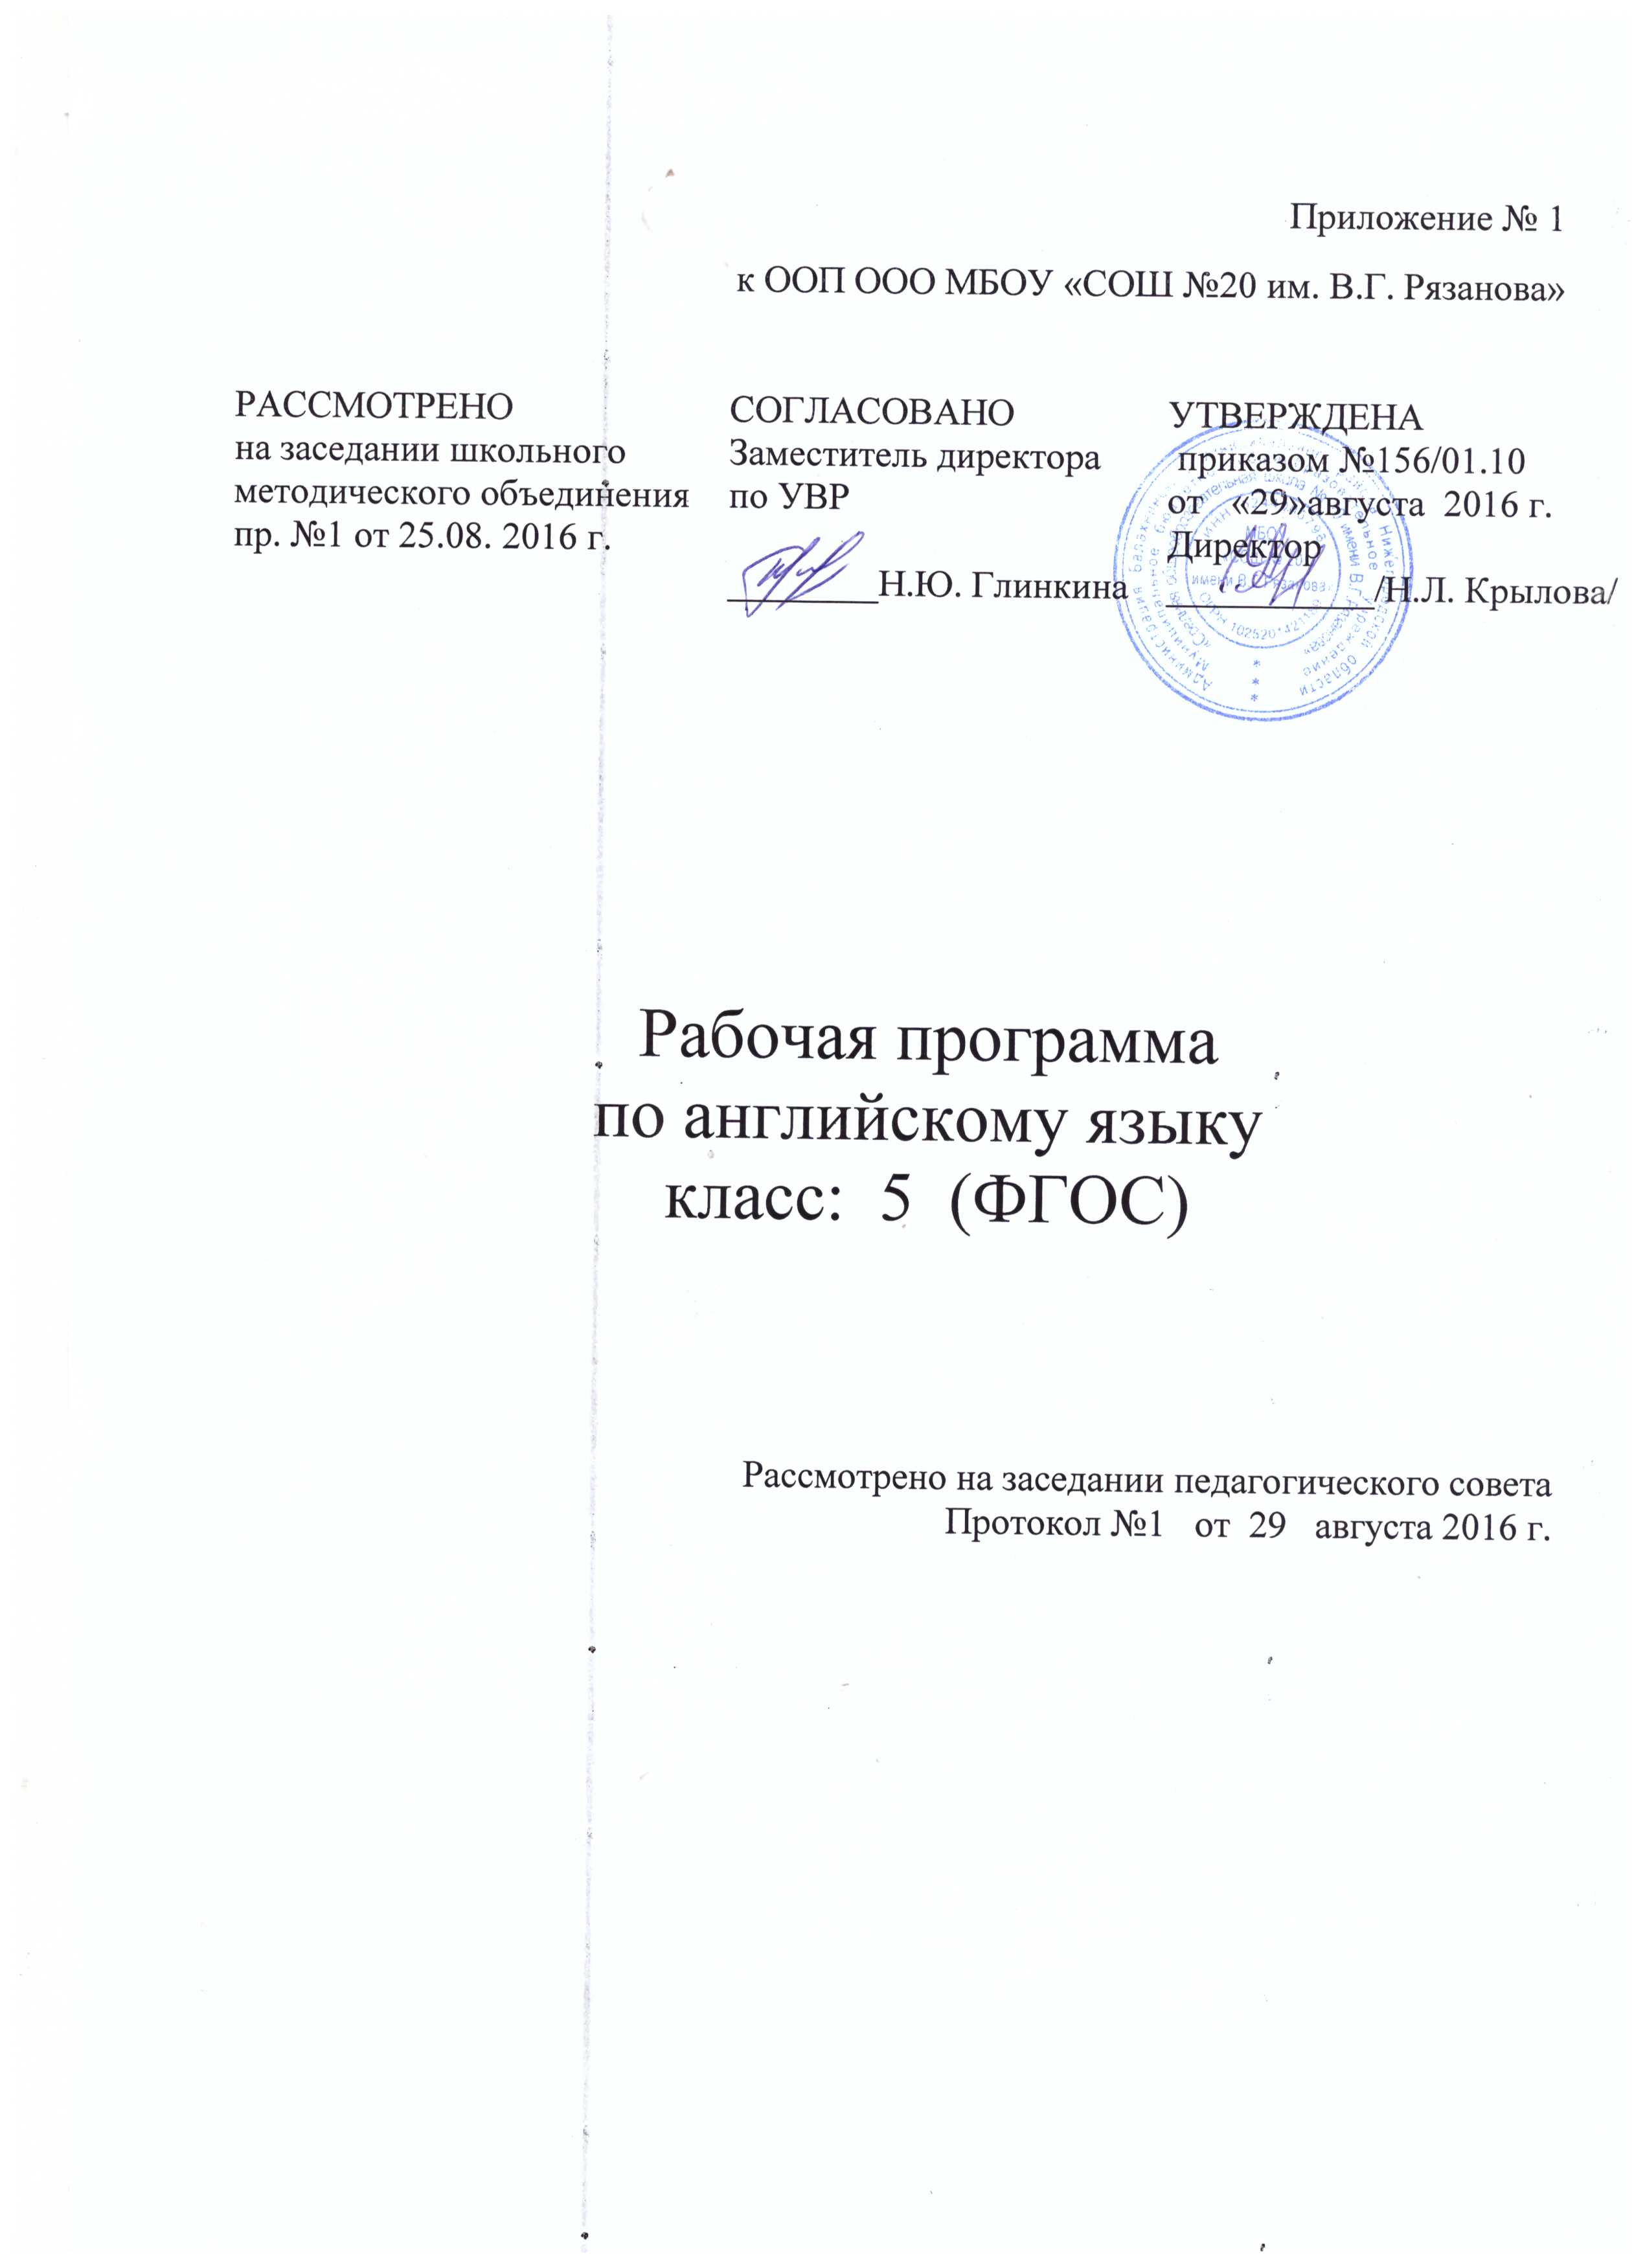 Приложение № 1
к ООП ООО МБОУ «СОШ №20 им. В.Г. Рязанова»
РАССМОТРЕНО
на заседании школьного
методического объединения
пр. №1 от 25.08. 2016 г.
СОГЛАСОВАНО
Заместитель директора
по УВР
_________Н.Ю. Глинкина
УТВЕРЖДЕНА
приказом №156/01.10
от «29»августа 2016 г.
Директор
____________/Н.Л. Крылова/
Рабочая программа
по английскому языку
класс: 5 (ФГОС)
Рассмотрено на заседании педагогического совета
Протокол №1 от 29 августа 2016 г.